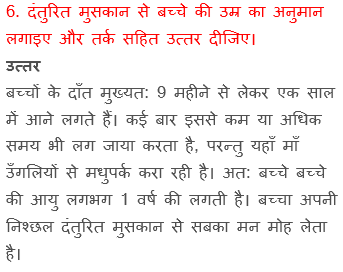 6. दंतुरित मुसकान से बच्चे की उम्र का अनुमान
लगाइए और तर्क सहित उत्तर दीजिए।
उत्तर
बच्चों के दाँत मुख्यत: 9 महीने से लेकर एक साल
में आने लगते हैं। कई बार इससे कम या अधिक
समय भी लग जाया करता है, परन्तु यहाँ माँ
उँगलियों से मधुपर्क करा रही है। अत: बच्चे बच्चे
की आयु लगभग 1 वर्ष की लगती है। बच्चा अपनी
निश्छल दंतुरित मुसकान से सबका मन मोह लेता
है।